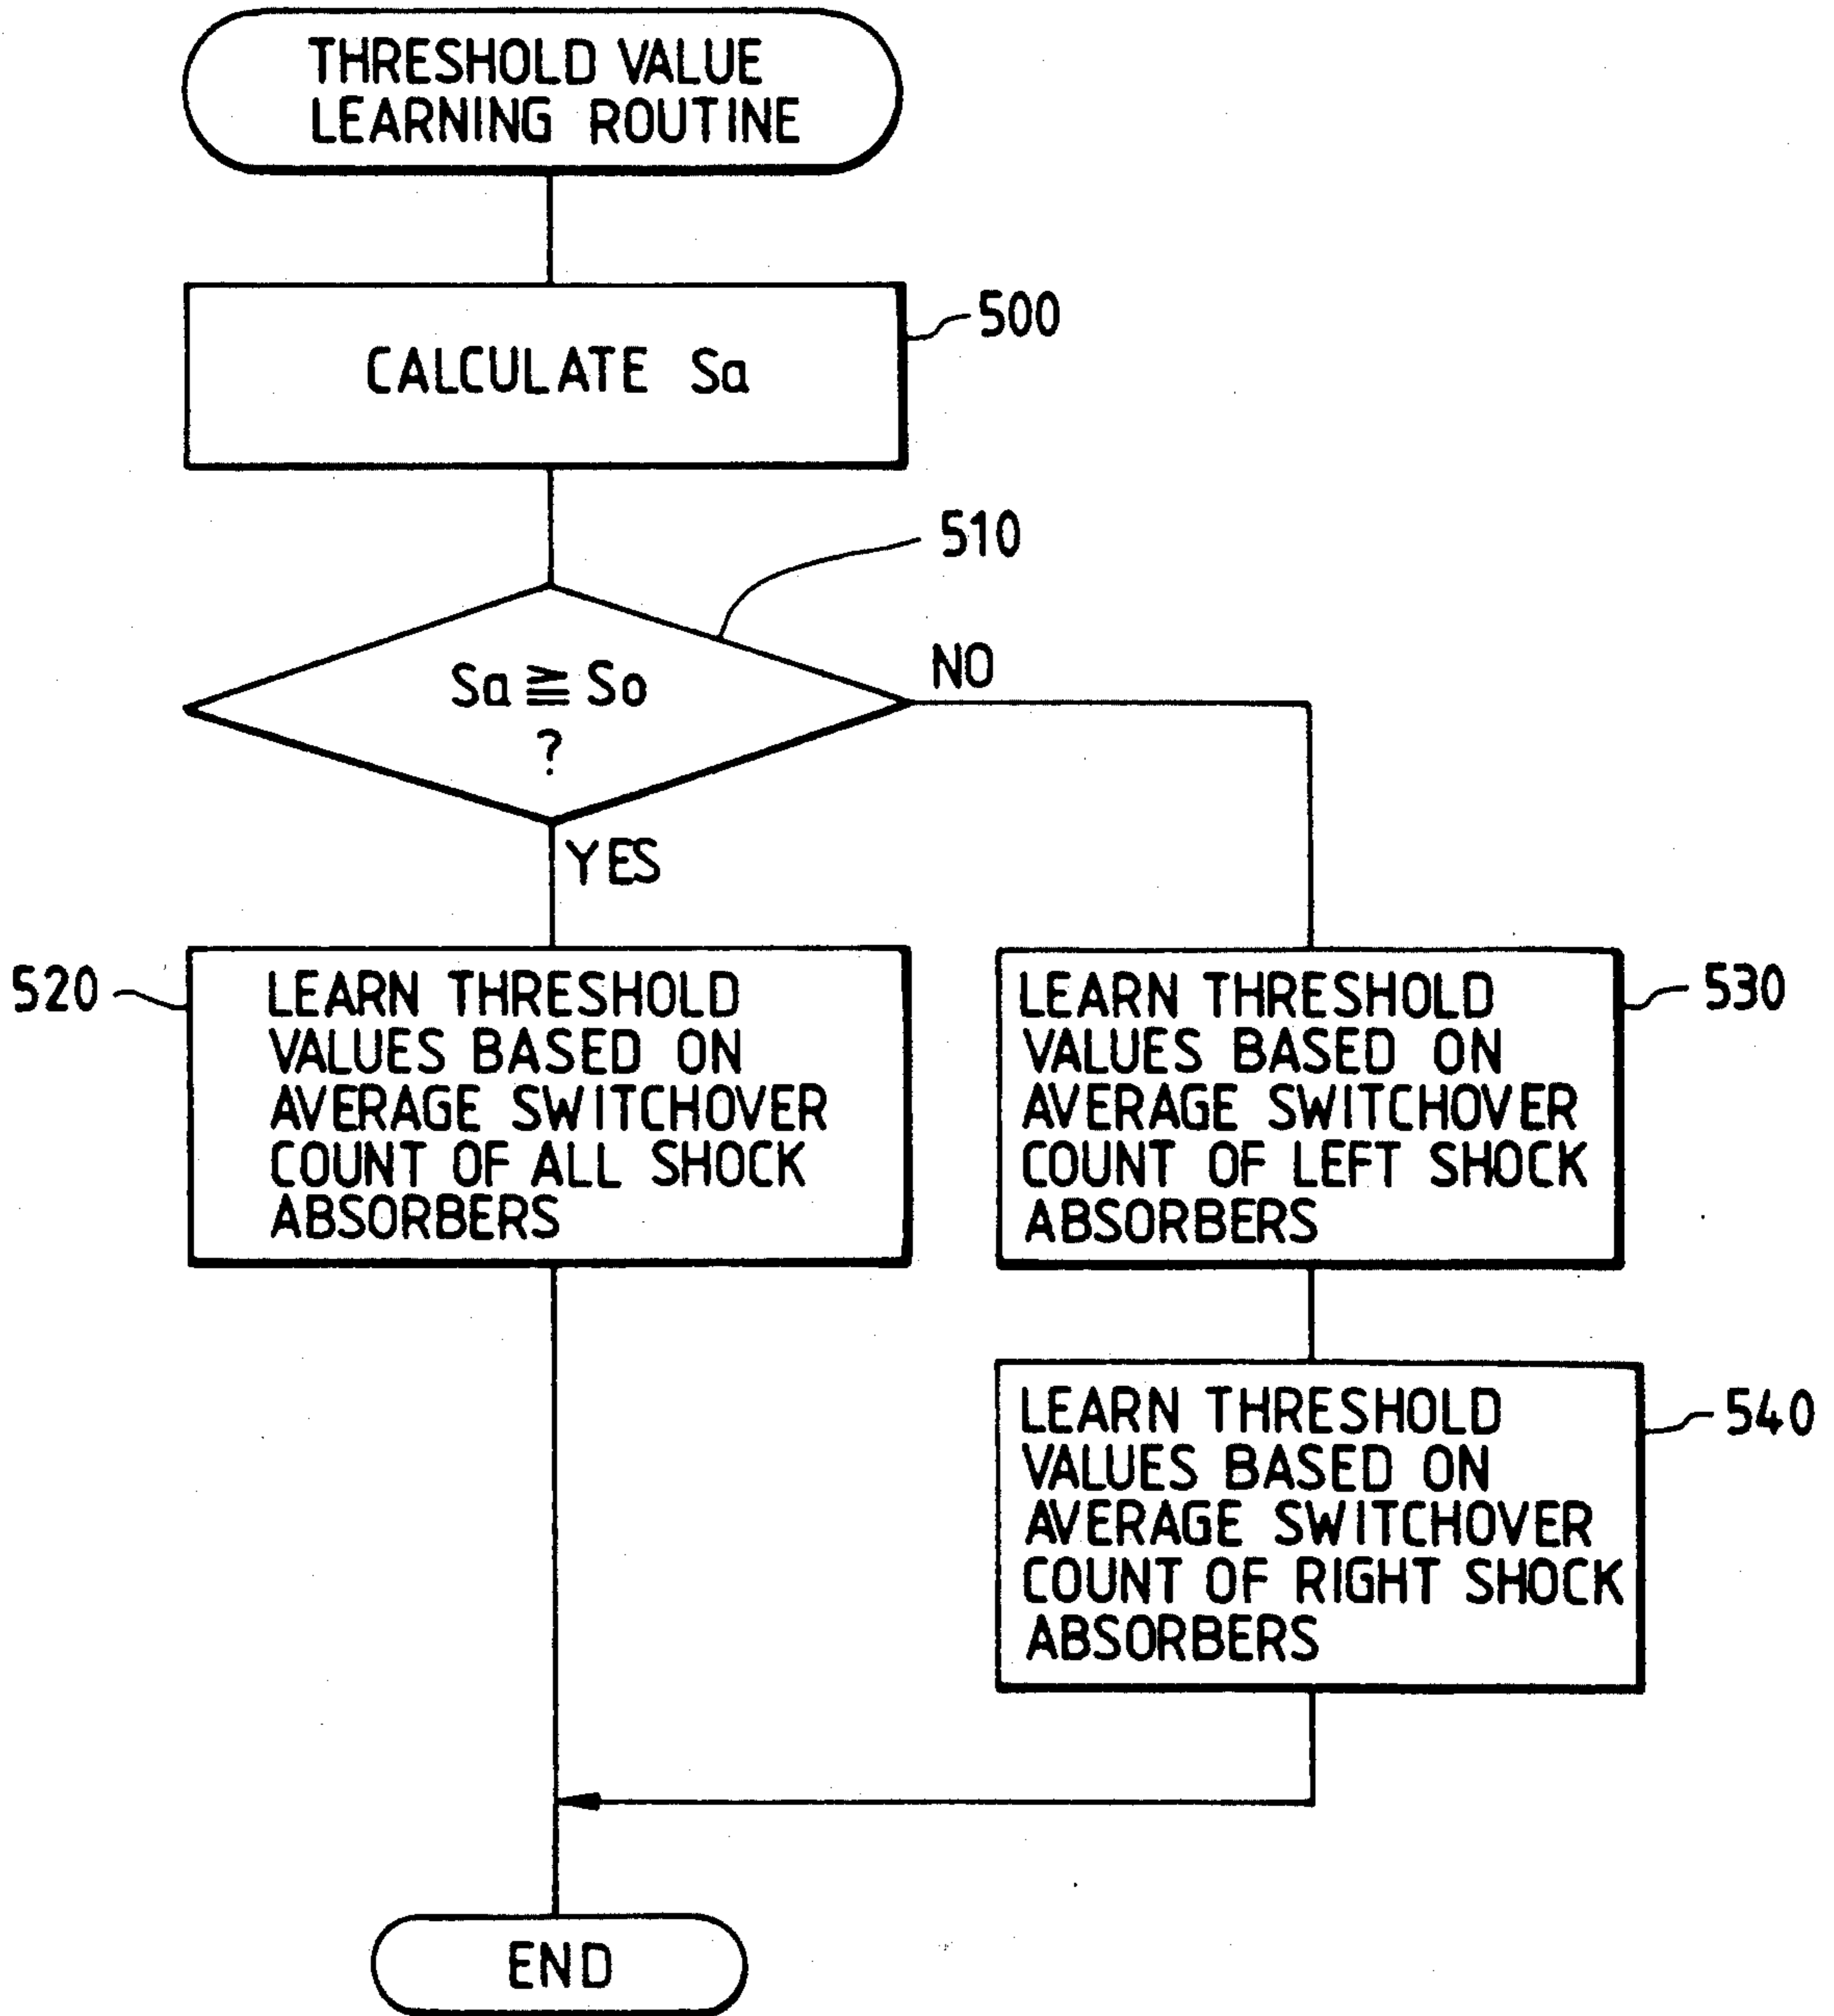 THRESHOLD VALUE
LEARNING ROUTINE
CALCULATE Sa
500
510
Sa ≧ So
?
NO
YES
520
LEARN THRESHOLD
VALUES BASED ON
AVERAGE SWITCHOVER
COUNT OF ALL SHOCK
ABSORBERS
530
LEARN THRESHOLD
VALUES BASED ON
AVERAGE SWITCHOVER
COUNT OF LEFT SHOCK
ABSORBERS
540
LEARN THRESHOLD
VALUES BASED ON
AVERAGE SWITCHOVER
COUNT OF RIGHT SHOCK
ABSORBERS
END